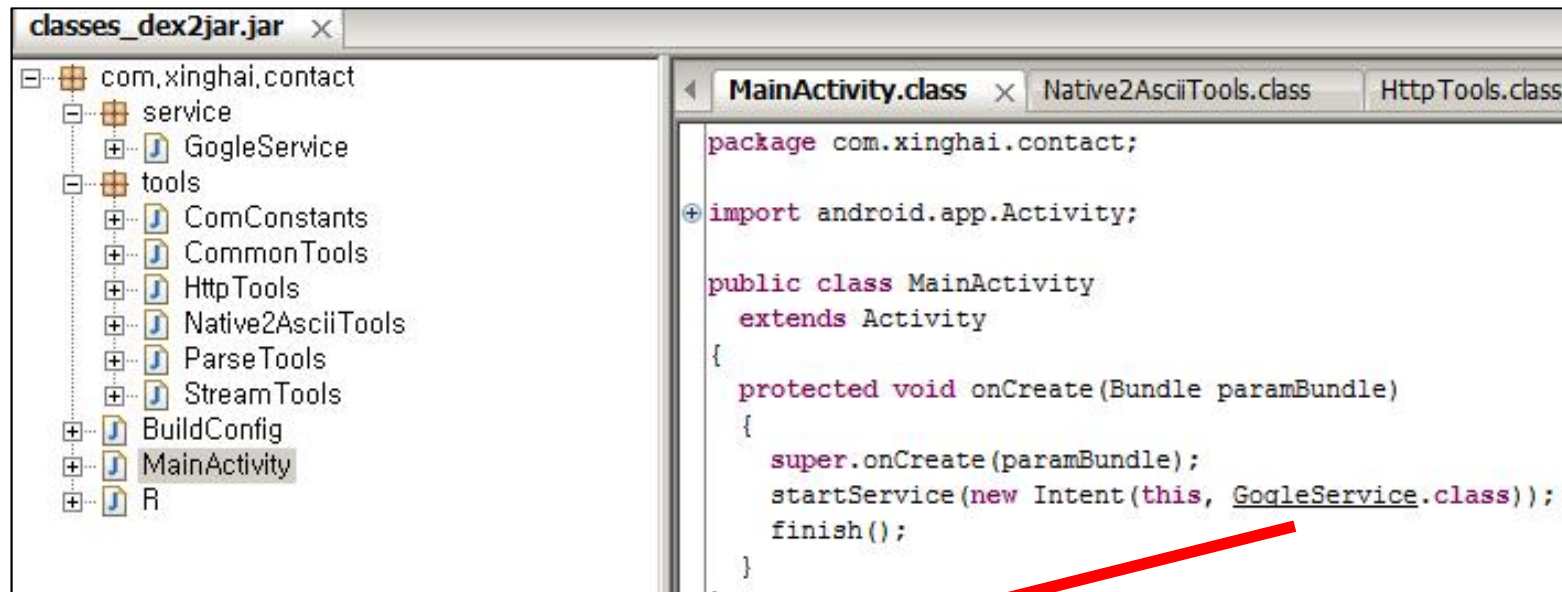 classes_dex2jar.jar
com,xinghai,contact
service
GogleService
tools
ComConstants
CommonTools
HttpTools
Native2AsciiTools
ParseTools
StreamTools
BuildConfig
MainActivity
R
MainActivity.class Native2AsciiTools.class HttpTools.class
package com.xinghai.contact;
import android.app.Activity;
public class MainActivity
extends Activity
{
protected void onCreate(Bundle paramBundle)
{
super.onCreate(paramBundle);
startService(new Intent(this, GogleService.class));
finish();
}